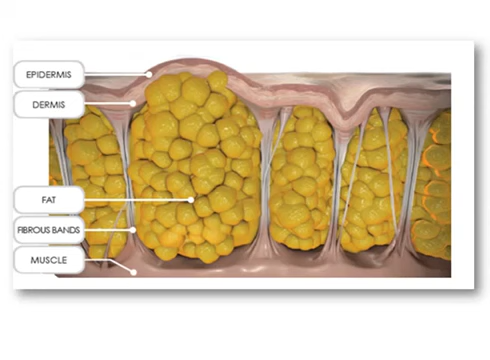 EPIDERMIS
DERMIS
FAT
FIBROUS BANDS
MUSCLE